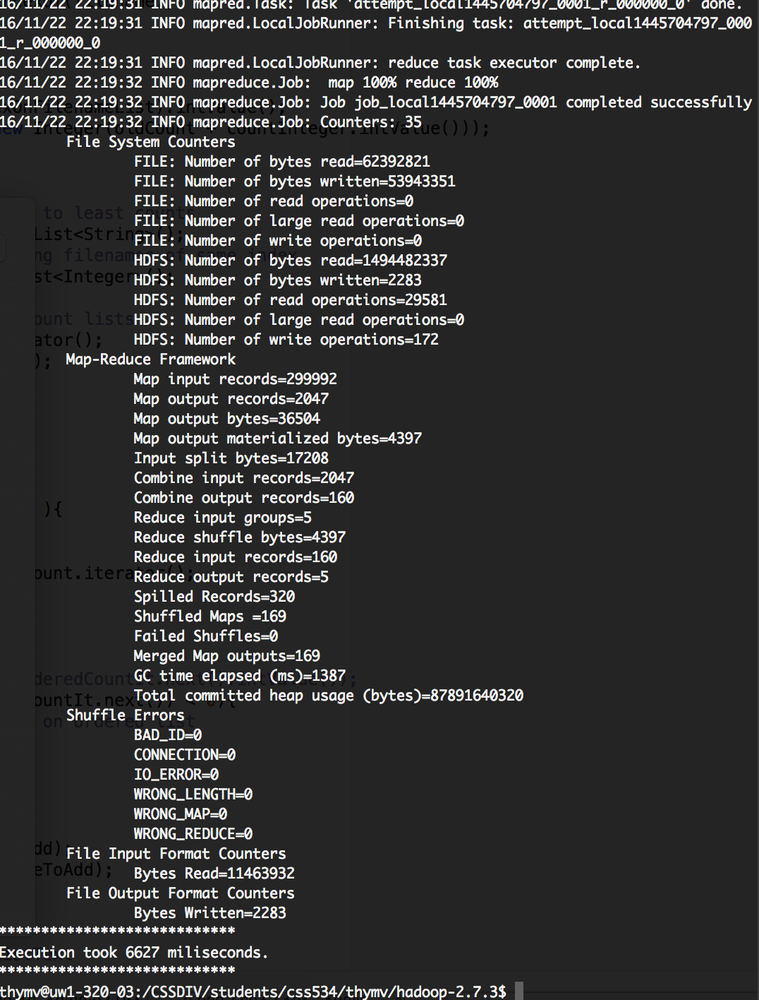 16/11/22 22:19:31 INFO mapred.Task: Task 'attempt_local1445704797_0001_r_000000_0' done.
16/11/22 22:19:31 INFO mapred.LocalJobRunner: Finishing task: attempt_local1445704797_000
1_r_000000_0
16/11/22 22:19:31 INFO mapred.LocalJobRunner: reduce task executor complete.
16/11/22 22:19:32 INFO mapreduce.Job:  map 100% reduce 100%
16/11/22 22:19:32 INFO mapreduce.Job: Job job_local1445704797_0001 completed successfully
16/11/22 22:19:32 INFO mapreduce.Job: Counters: 35
File System Counters
FILE: Number of bytes read=62392821
FILE: Number of bytes written=53943351
FILE: Number of read operations=0
FILE: Number of large read operations=0
FILE: Number of write operations=0
HDFS: Number of bytes read=1494482337
HDFS: Number of bytes written=2283
HDFS: Number of read operations=29581
HDFS: Number of large read operations=0
HDFS: Number of write operations=172
Map-Reduce Framework
Map input records=299992
Map output records=2047
Map output bytes=36504
Map output materialized bytes=4397
Input split bytes=17208
Combine input records=2047
Combine output records=160
Reduce input groups=5
Reduce shuffle bytes=4397
Reduce input records=160
Reduce output records=5
Spilled Records=320
Shuffled Maps =169
Failed Shuffles=0
Merged Map outputs=169
GC time elapsed (ms)=1387
Total committed heap usage (bytes)=87891640320
Shuffle Errors
BAD_ID=0
CONNECTION=0
IO_ERROR=0
WRONG_LENGTH=0
WRONG_MAP=0
WRONG_REDUCE=0
File Input Format Counters
Bytes Read=11463932
File Output Format Counters
Bytes Written=2283
****************************
Execution took 6627 miliseconds.
****************************
thymv@uw1-320-03:/CSSDIV/students/css534/thymv/hadoop-2.7.3$